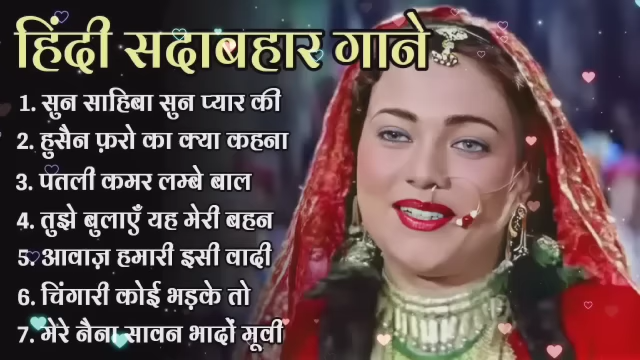 हिंदी सदाबहार गाने
1. सुन साहिबा सुन प्यार की
2. हुसैन फ़रो का क्या कहना
3. पतली कमर लम्बे बाल
4. तुझे बुलाएँ यह मेरी बहन
5. आवाज़ हमारी इसी वादी
6. चिंगारी कोई भड़के तो
7. मेरे नैना सावन भादों मूवी